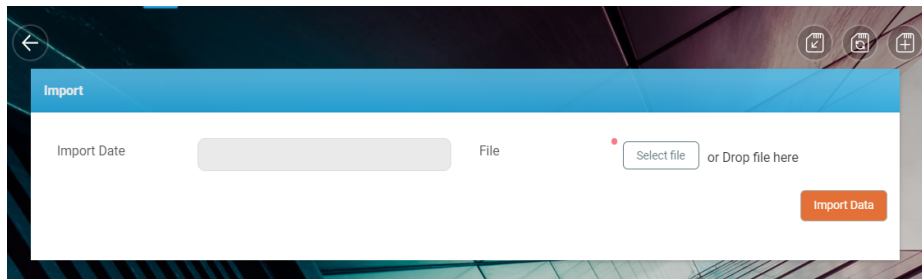 Import
Import Date
File
Select file
or Drop file here
Import Data